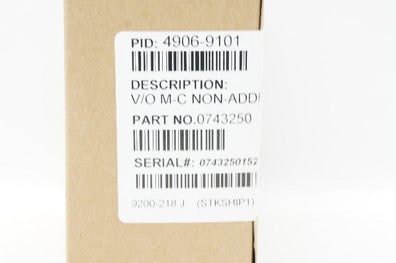 PID: 4906-9101
DESCRIPTION:
V/O M-C NON-ADD
PART NO.0743250
SERIAL#: 0743250152
9200-218 J (STKSHIP1)